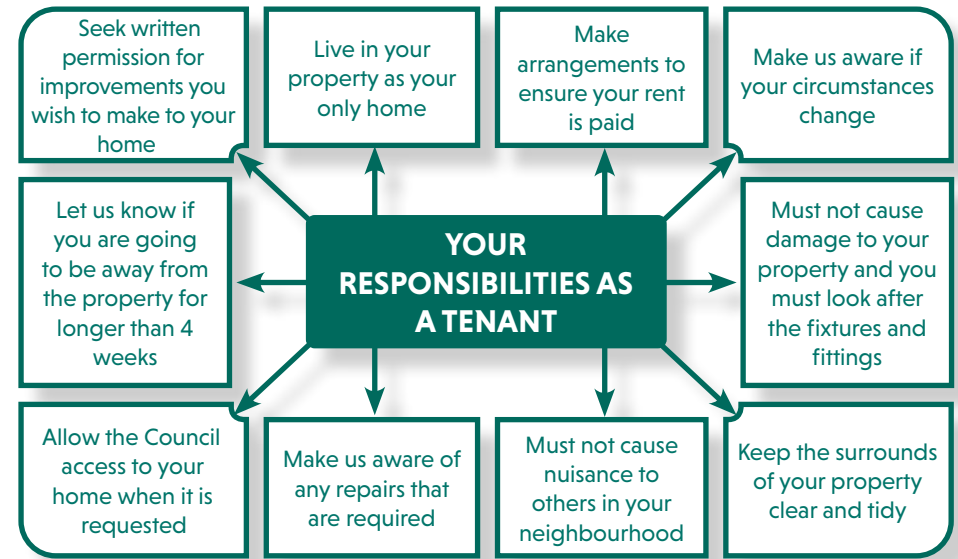 Seek written
permission for
improvements you
wish to make to your
home
Live in your
property as your
only home
Make
arrangements to
ensure your rent
is paid
Make us aware if
your circumstances
change
Let us know if
you are going
to be away from
the property for
longer than 4
weeks
YOUR
RESPONSIBILITIES AS
A TENANT
Must not cause
damage to your
property and you
must look after
the fixtures and
fittings
Allow the Council
access to your
home when it is
requested
Make us aware of
any repairs that
are required
Must not cause
nuisance to
others in your
neighbourhood
Keep the surrounds
of your property
clear and tidy